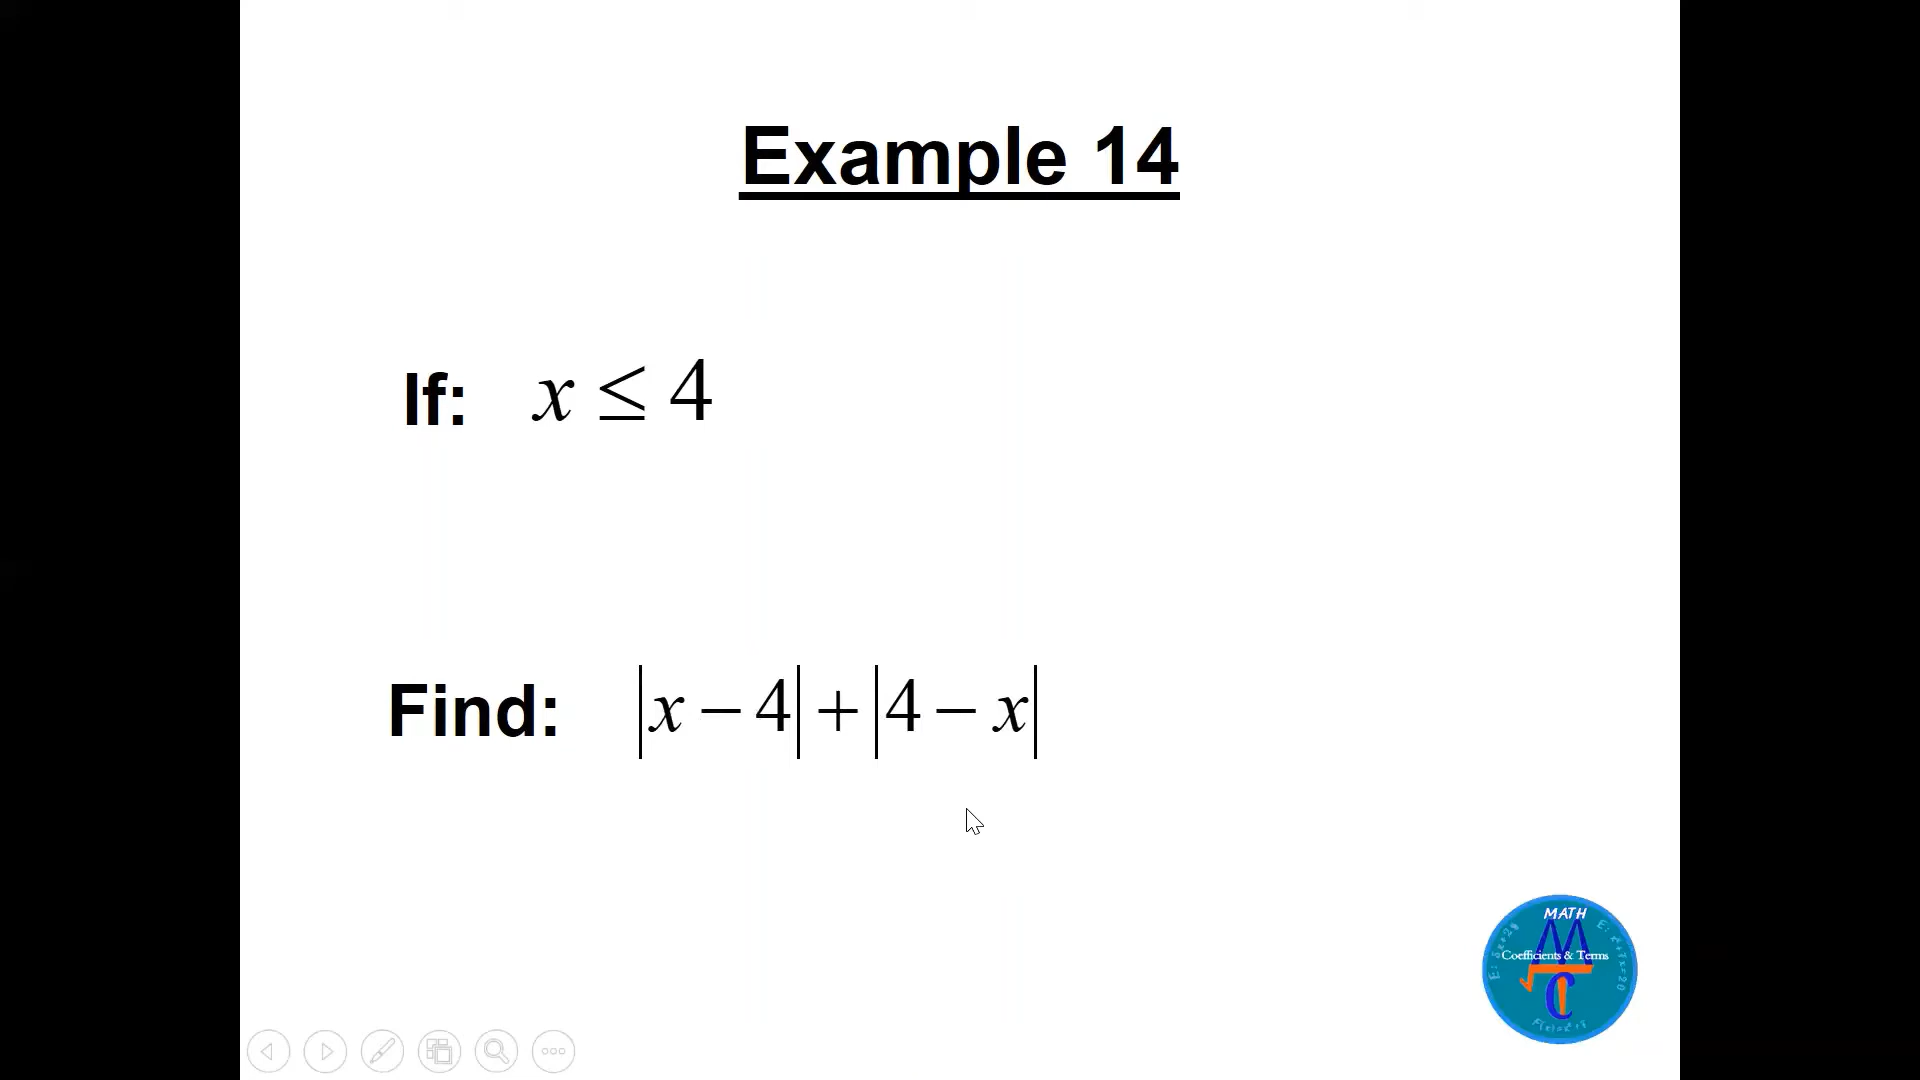 Example 14
If: x ≤ 4
Find: |x − 4| + |4 − x|
MATH
Coefficients & Terms